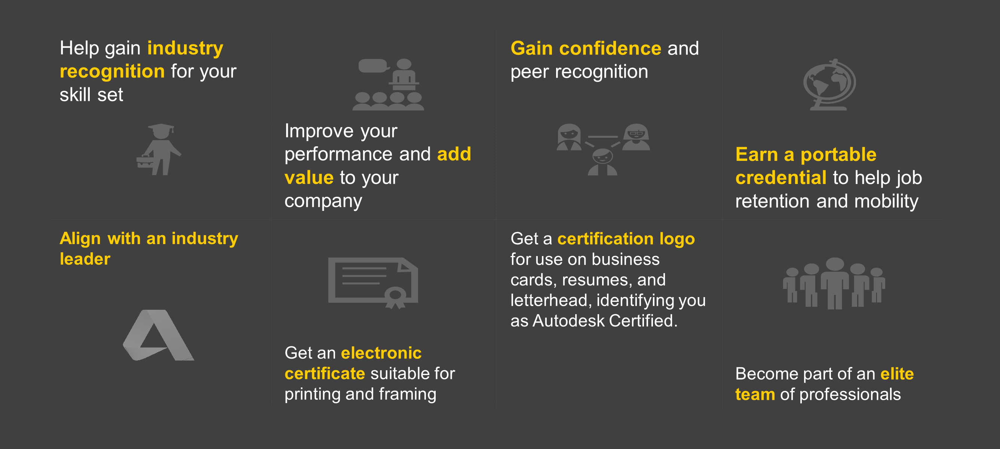 Help gain industry
recognition for your
skill set
Improve your
performance and add
value to your
company
Gain confidence and
peer recognition
Earn a portable
credential to help job
retention and mobility
Align with an industry
leader
Get an electronic
certificate suitable for
printing and framing
Get a certification logo
for use on business
cards, resumes, and
letterhead, identifying you
as Autodesk Certified.
Become part of an elite
team of professionals